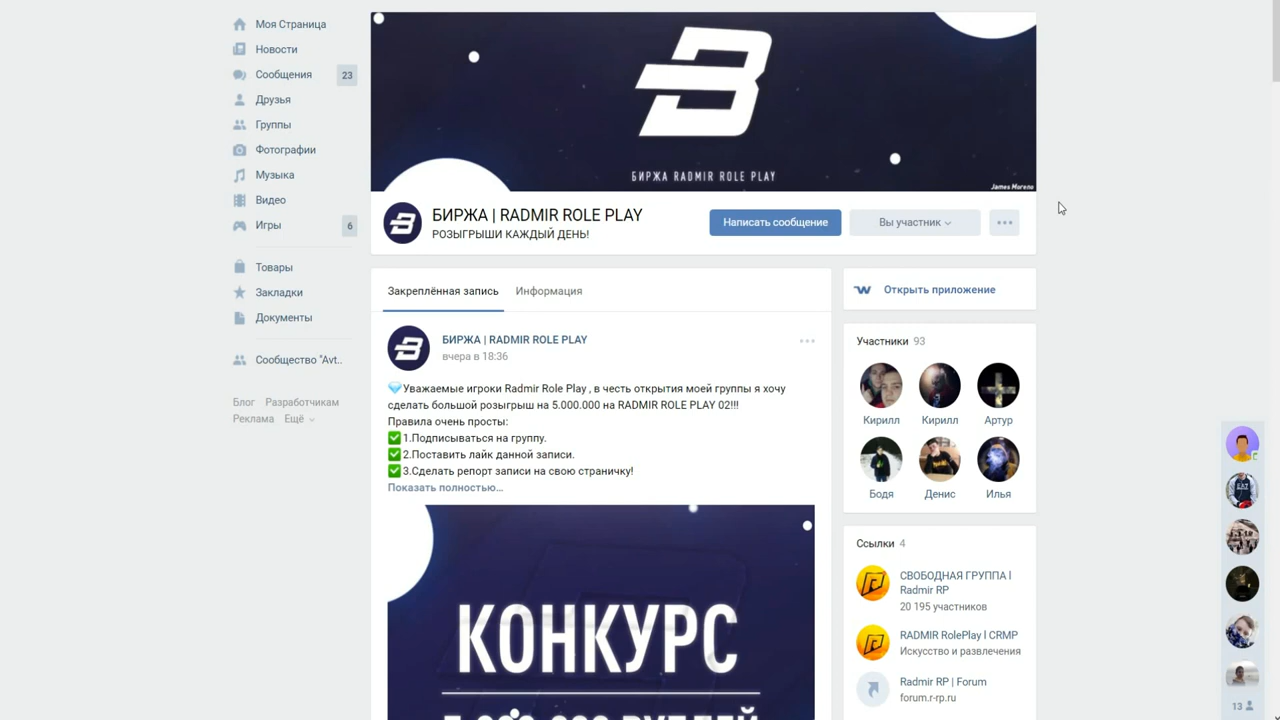 Моя Страница
Новости
Сообщения 23
Друзья
Группы
Фотографии
Музыка
Видео
Игры 6
Товары
Закладки
Документы
Сообщество "Avt..
Блог Разработчикам
Реклама Ещё
БИРЖА RADMIR ROLE PLAY
James Moreno
БИРЖА | RADMIR ROLE PLAY
РОЗЫГРЫШИ КАЖДЫЙ ДЕНЬ!
Написать сообщение
Вы участник
Закреплённая запись Информация
БИРЖА | RADMIR ROLE PLAY
вчера в 18:36
Уважаемые игроки Radmir Role Play , в честь открытия моей группы я хочу
сделать большой розыгрыш на 5.000.000 на RADMIR ROLE PLAY 02!!!
Правила очень просты:
1.Подписываться на группу.
2.Поставить лайк данной записи.
3.Сделать репорт записи на свою страничку!
Показать полностью…
КОНКУРС
Открыть приложение
Участники 93
Кирилл Кирилл Артур
Бодя Денис Илья
Ссылки 4
СВОБОДНАЯ ГРУППА l
Radmir RP
20 195 участников
RADMIR RolePlay l CRMP
Искусство и развлечения
Radmir RP | Forum
forum.r-rp.ru
13